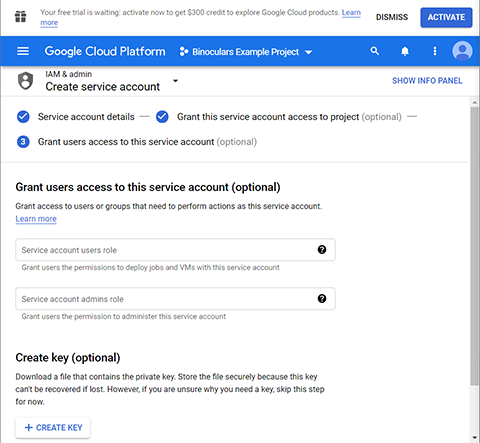 Your free trial is waiting: activate now to get $300 credit to explore Google Cloud products. Learn
more
DISMISS
ACTIVATE
Google Cloud Platform
Binoculars Example Project
IAM & admin
Create service account
SHOW INFO PANEL
Service account details — Grant this service account access to project (optional) —
3 Grant users access to this service account (optional)
Grant users access to this service account (optional)
Grant access to users or groups that need to perform actions as this service account.
Learn more
Service account users role
Grant users the permissions to deploy jobs and VMs with this service account
Service account admins role
Grant users the permission to administer this service account
Create key (optional)
Download a file that contains the private key. Store the file securely because this key
can't be recovered if lost. However, if you are unsure why you need a key, skip this step
for now.
+ CREATE KEY